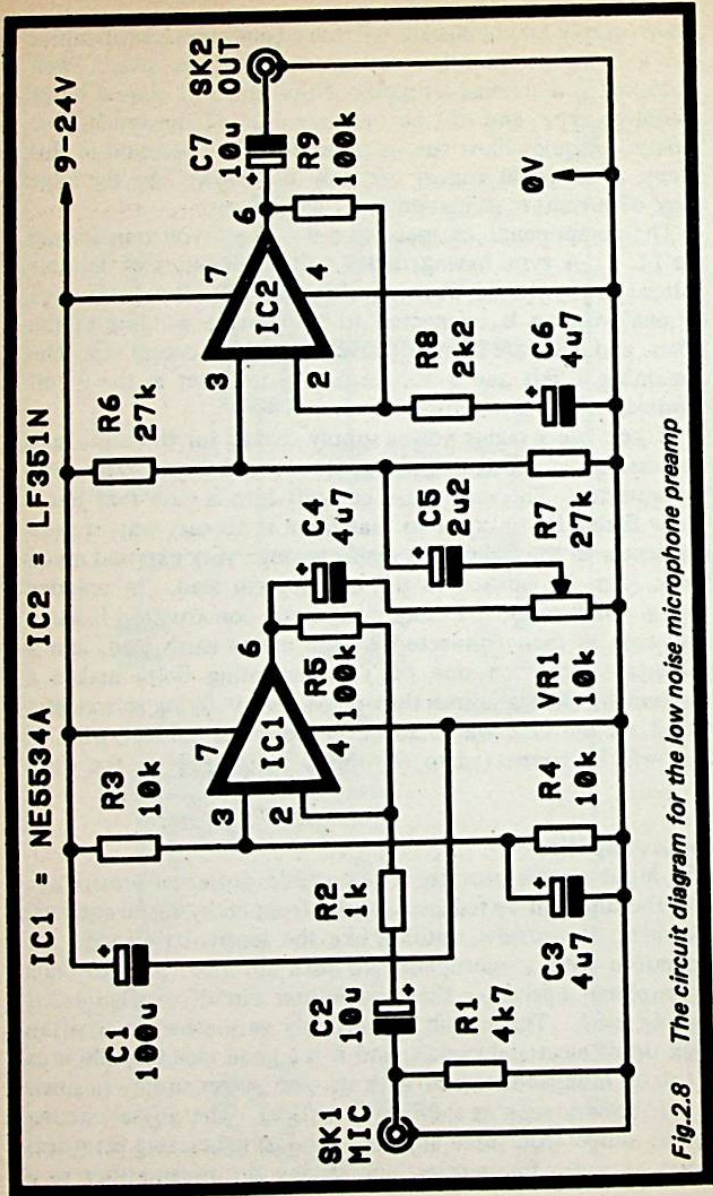 IC1 = NE5534A IC2 = LF351N
9-24V
C1
100u
R3
10k
3
2
7
6
4
IC1
R5
100k
C4
4u7
R6
27k
3
2
7
6
4
IC2
C7
10u
SK2
OUT
R9
100k
R8
2k2
C6
4u7
0V
C5
2u2
R7
27k
VR1
10k
R4
10k
C3
4u7
R2
1k
C2
10u
R1
4k7
SK1
MIC
+
+
+
+
+
+
Fig.2.8 The circuit diagram for the low noise microphone preamp